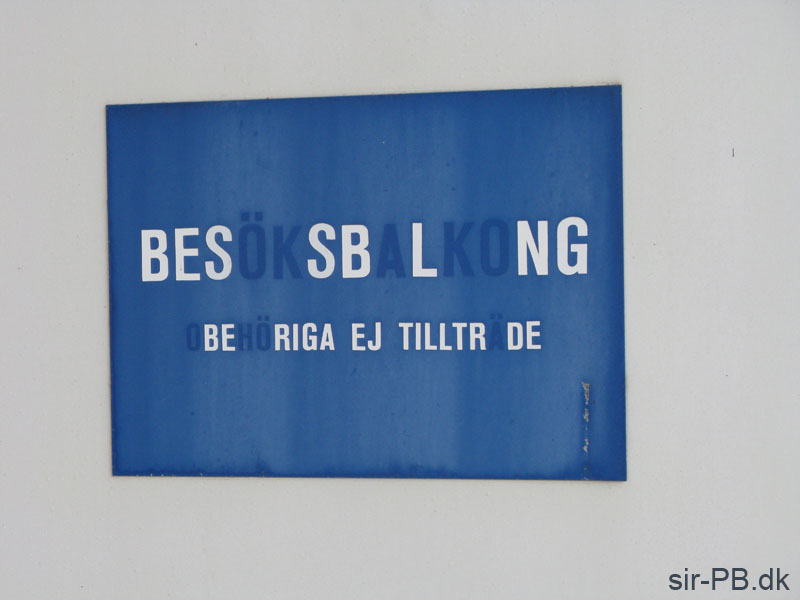 BESÖKSBALKONG
OBEHÖRIGA EJ TILLTRÄDE
sir-PB.dk